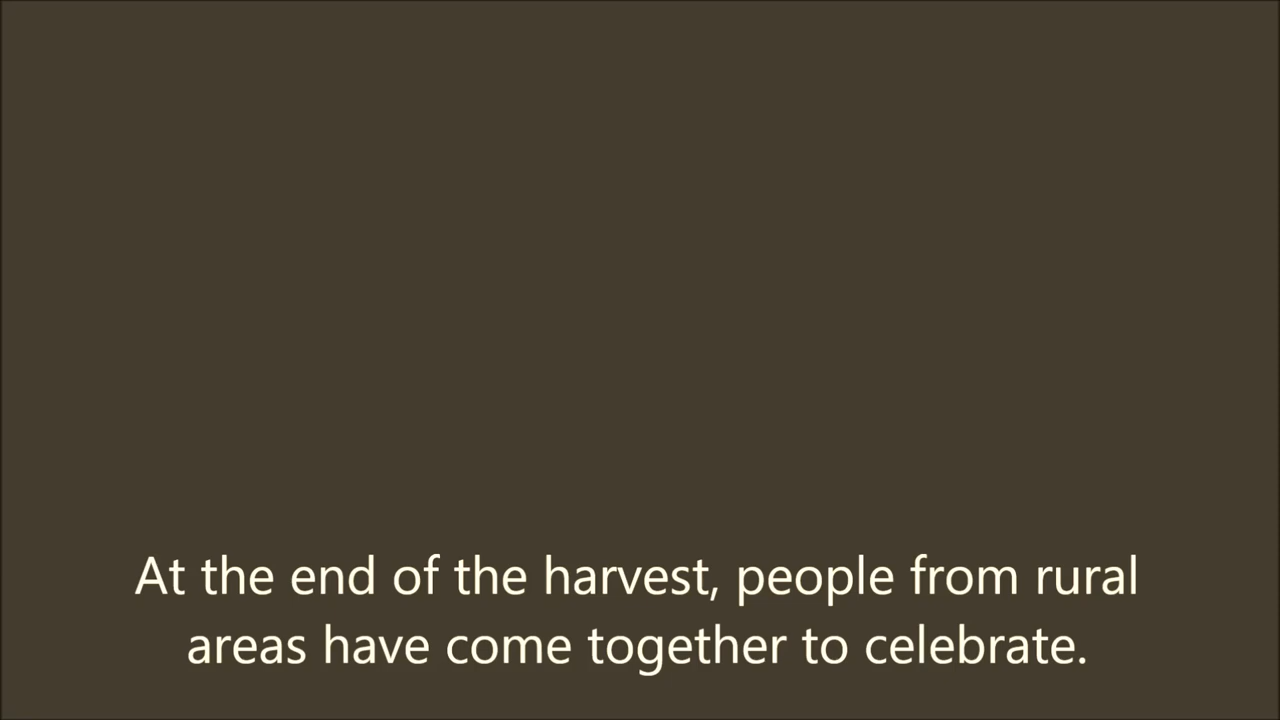 At the end of the harvest, people from rural
areas have come together to celebrate.